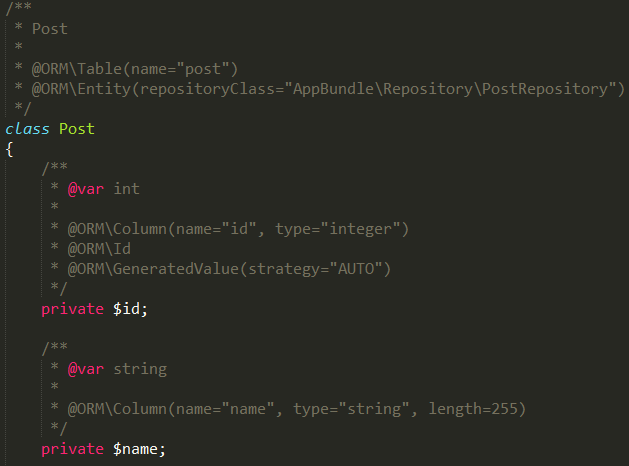 /**
 * Post
 *
 * @ORM\Table(name="post")
 * @ORM\Entity(repositoryClass="AppBundle\Repository\PostRepository")
 */
class Post
{
    /**
     * @var int
     *
     * @ORM\Column(name="id", type="integer")
     * @ORM\Id
     * @ORM\GeneratedValue(strategy="AUTO")
     */
    private $id;

    /**
     * @var string
     *
     * @ORM\Column(name="name", type="string", length=255)
     */
    private $name;